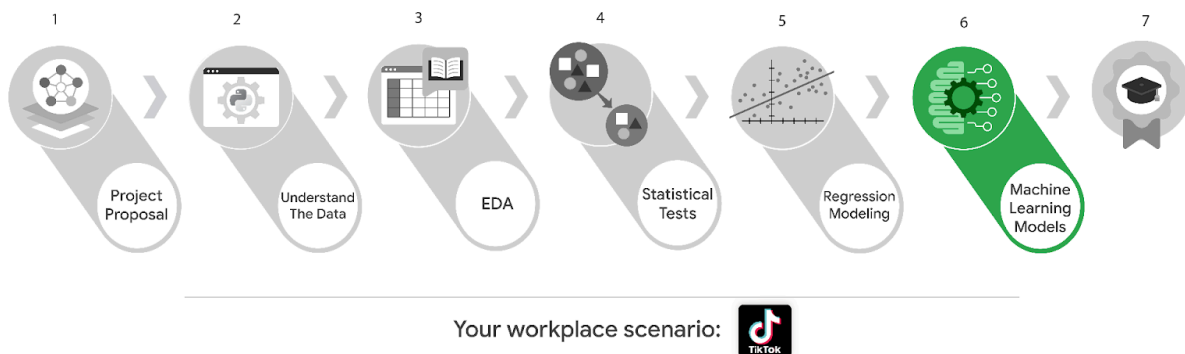 1
2
3
4
5
6
7
Project
Proposal
Understand
The Data
EDA
Statistical
Tests
Regression
Modeling
Machine
Learning
Models
Your workplace scenario:
TikTok